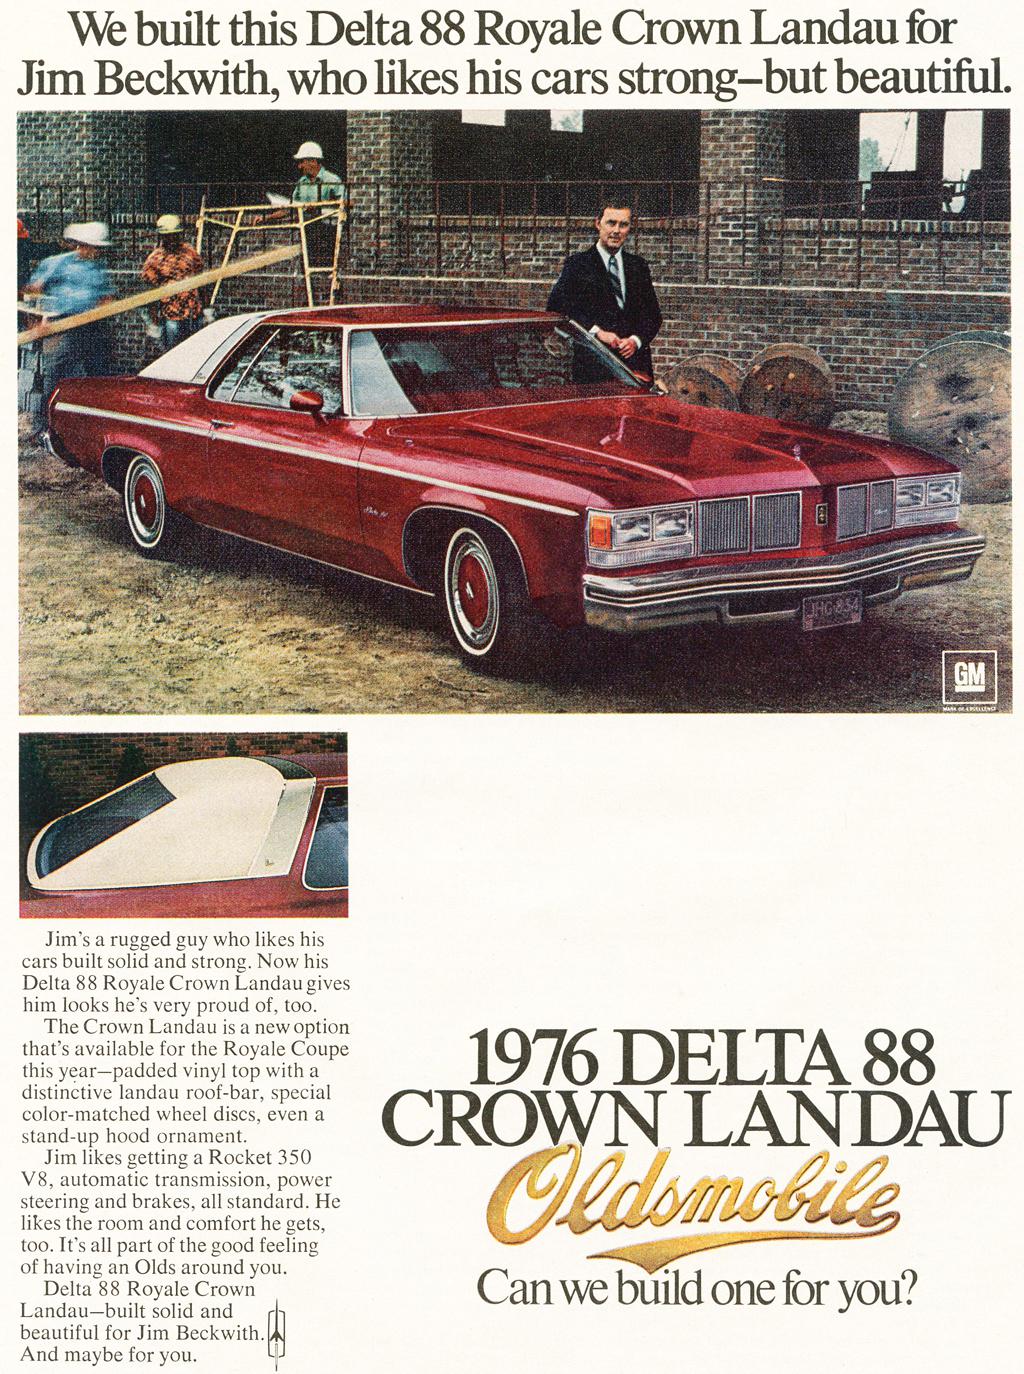 We built this Delta 88 Royale Crown Landau for
Jim Beckwith, who likes his cars strong—but beautiful.
Delta 88
JHG·834
GM
MARK OF EXCELLENCE
Jim's a rugged guy who likes his
cars built solid and strong. Now his
Delta 88 Royale Crown Landau gives
him looks he's very proud of, too.
The Crown Landau is a new option
that's available for the Royale Coupe
this year—padded vinyl top with a
distinctive landau roof-bar, special
color-matched wheel discs, even a
stand-up hood ornament.
Jim likes getting a Rocket 350
V8, automatic transmission, power
steering and brakes, all standard. He
likes the room and comfort he gets,
too. It's all part of the good feeling
of having an Olds around you.
Delta 88 Royale Crown
Landau—built solid and
beautiful for Jim Beckwith.
And maybe for you.
1976 DELTA 88
CROWN LANDAU
Oldsmobile
Can we build one for you?